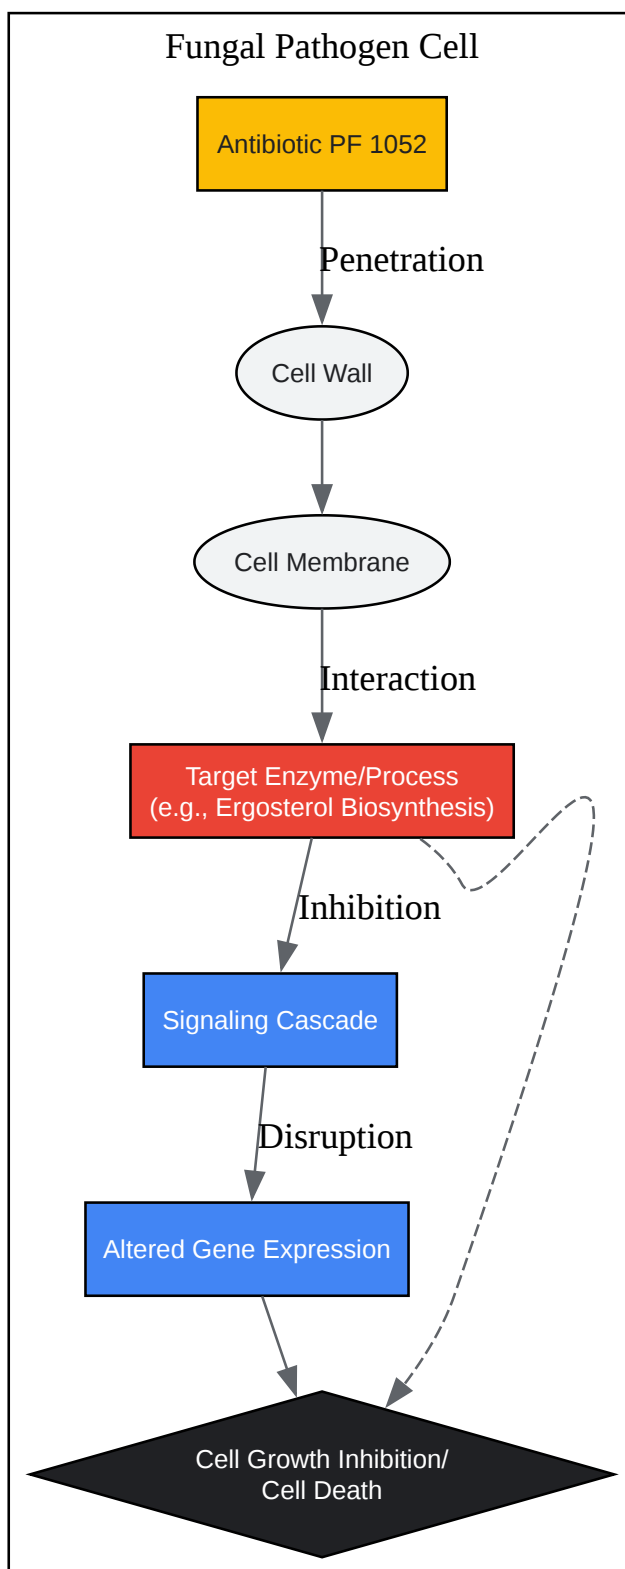 Fungal Pathogen Cell
Antibiotic PF 1052
Penetration
Cell Wall
Cell Membrane
Interaction
Target Enzyme/Process
(e.g., Ergosterol Biosynthesis)
Inhibition
Signaling Cascade
Disruption
Altered Gene Expression
Cell Growth Inhibition/
Cell Death